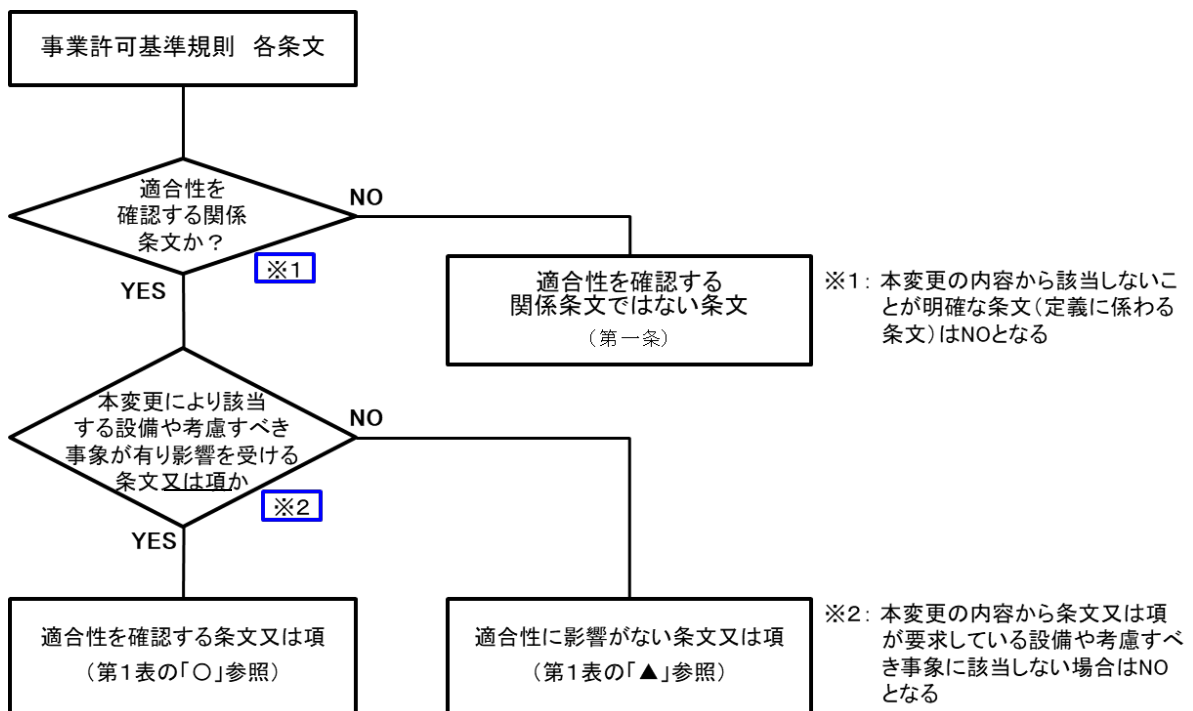 事業許可基準規則　各条文
適合性を
確認する関係
条文か？
NO
※1
YES
適合性を確認する
関係条文ではない条文
（第一条）
※1： 本変更の内容から該当しないこ
とが明確な条文（定義に係わる
条文）はNOとなる
本変更により該当
する設備や考慮すべき
事象が有り影響を受ける
条文又は項か
NO
※2
YES
適合性を確認する条文又は項
（第1表の「○」参照）
適合性に影響がない条文又は項
（第1表の「▲」参照）
※2： 本変更の内容から条文又は項
が要求している設備や考慮すべ
き事象に該当しない場合はNO
となる